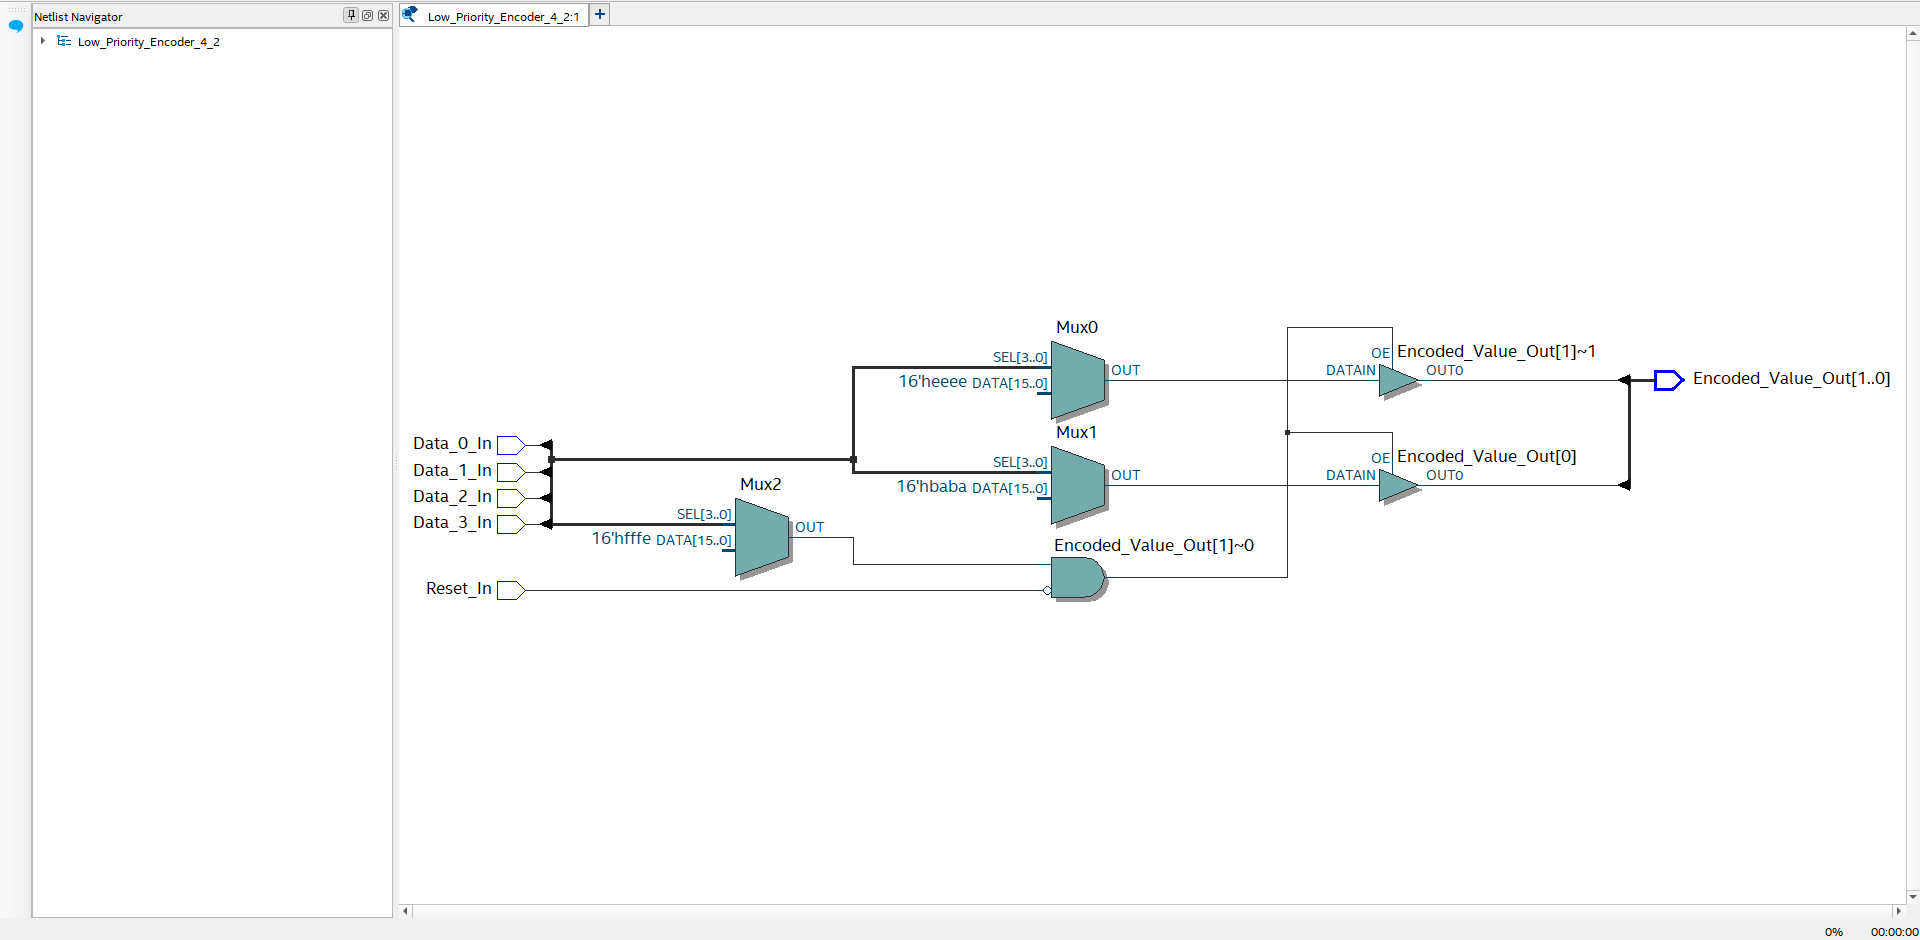 Netlist Navigator
Low_Priority_Encoder_4_2
Low_Priority_Encoder_4_2:1
+
Mux0
SEL[3..0]
16'heeee DATA[15..0]
OUT
OE
Encoded_Value_Out[1]~1
DATAIN
OUT0
Encoded_Value_Out[1..0]
Mux1
SEL[3..0]
16'hbaba DATA[15..0]
OUT
OE
Encoded_Value_Out[0]
DATAIN
OUT0
Data_0_In
Data_1_In
Data_2_In
Data_3_In
Mux2
SEL[3..0]
16'hfffe DATA[15..0]
OUT
Encoded_Value_Out[1]~0
Reset_In
0% 00:00:00